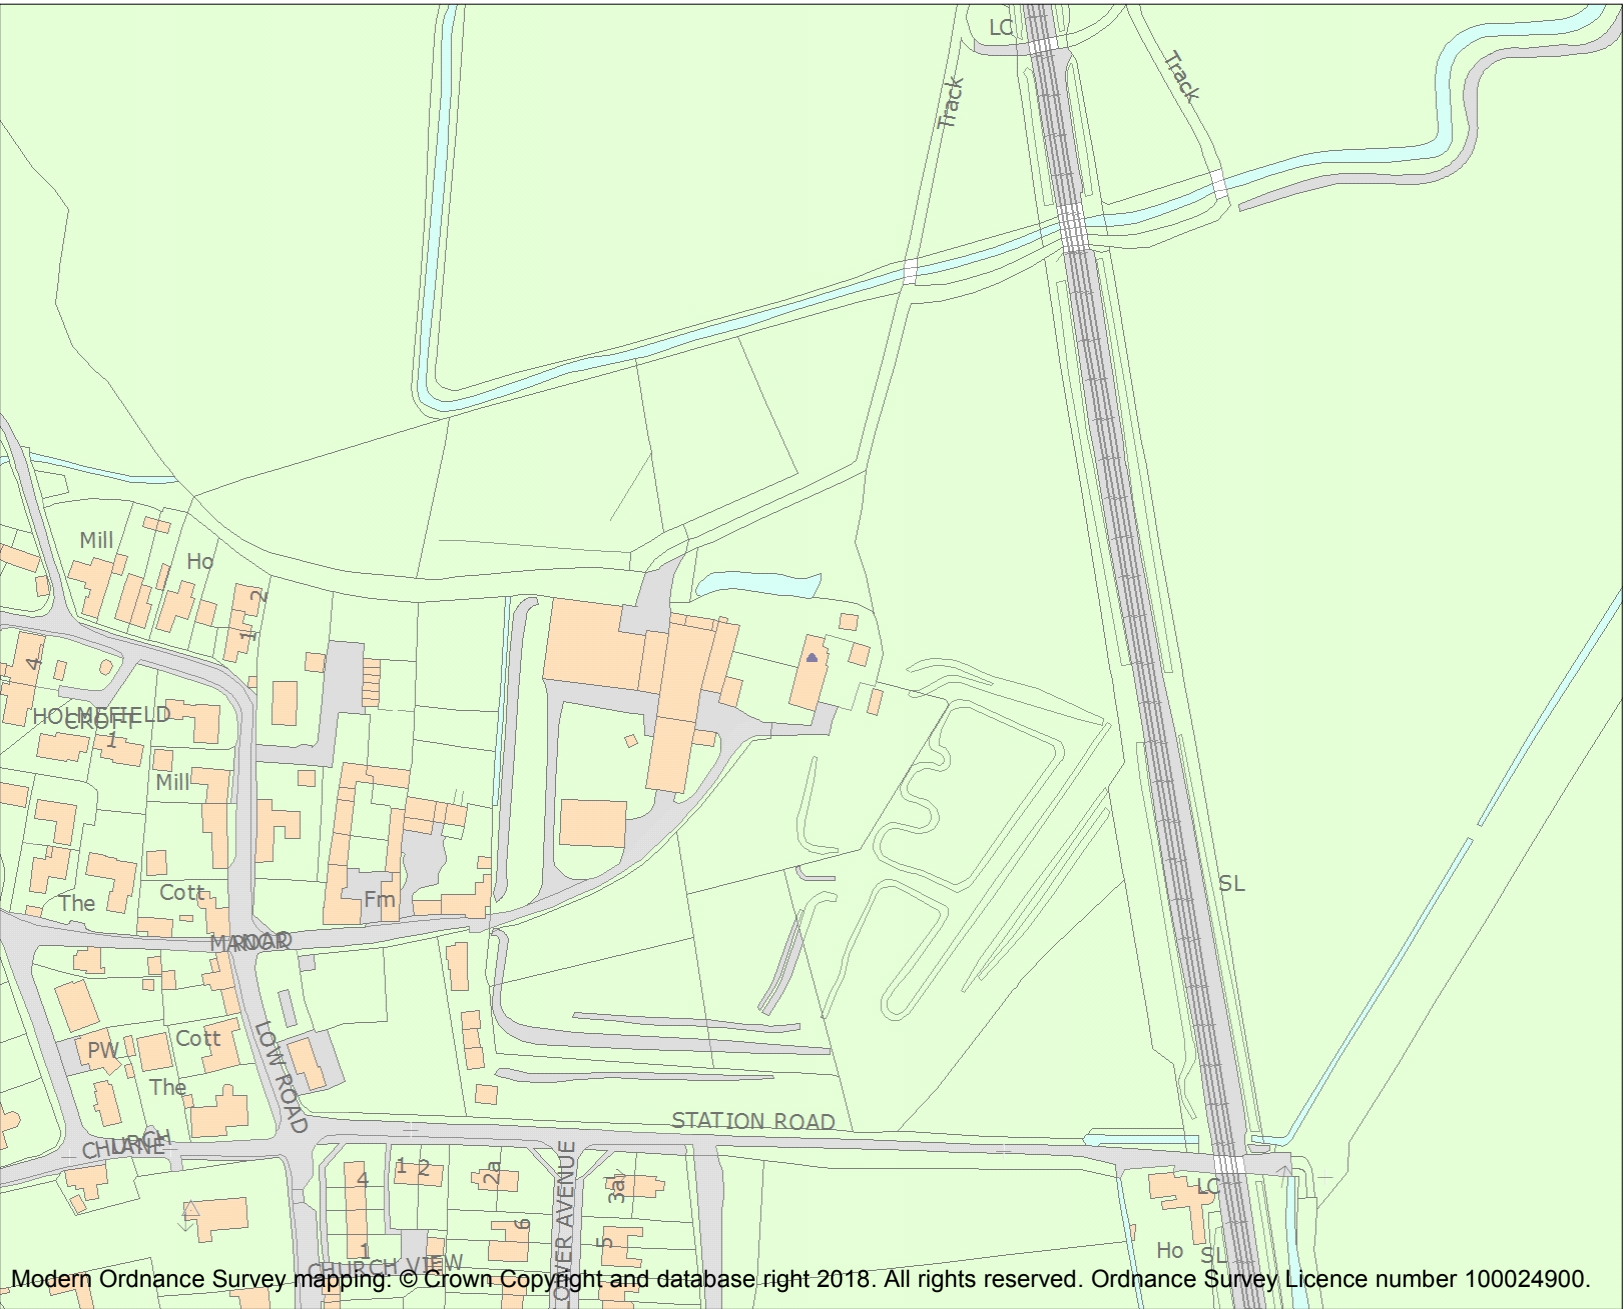 LC
Track
Track
Mill
Ho
2
1
4
HOLMEFIELD
CROFT
1
Mill
SL
The
Cott
Fm
MANOR
ROAD
PW
Cott
The
LOW ROAD
STATION ROAD
CHURCH
LANE
LOWER AVENUE
4
1
2
2a
3a
LC
6
5
1
CHURCH VIEW
Ho
SL
Modern Ordnance Survey mapping: © Crown Copyright and database right 2018. All rights reserved. Ordnance Survey Licence number 100024900.